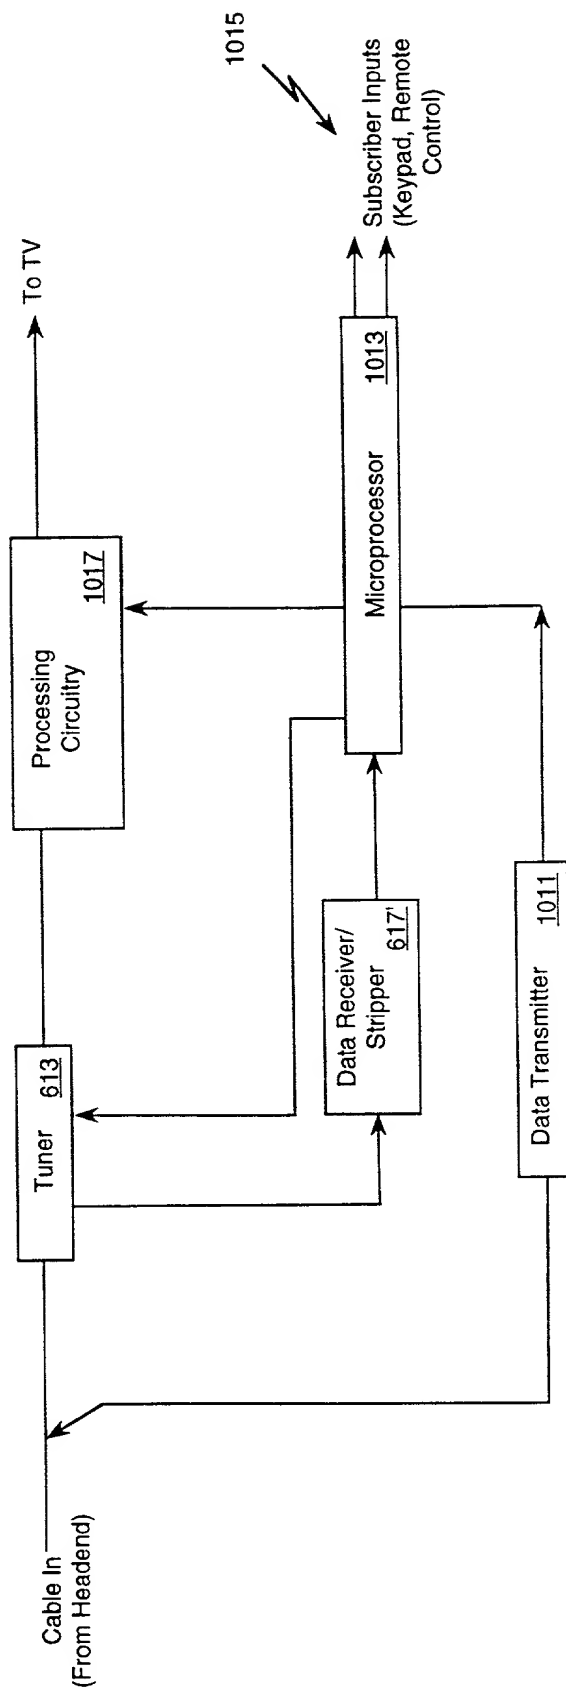 1015
To TV
Processing
Circuitry
1017
Subscriber Inputs
(Keypad, Remote
Control)
Microprocessor 1013
Tuner 613
Data Receiver/
Stripper 617'
Data Transmitter 1011
Cable In
(From Headend)